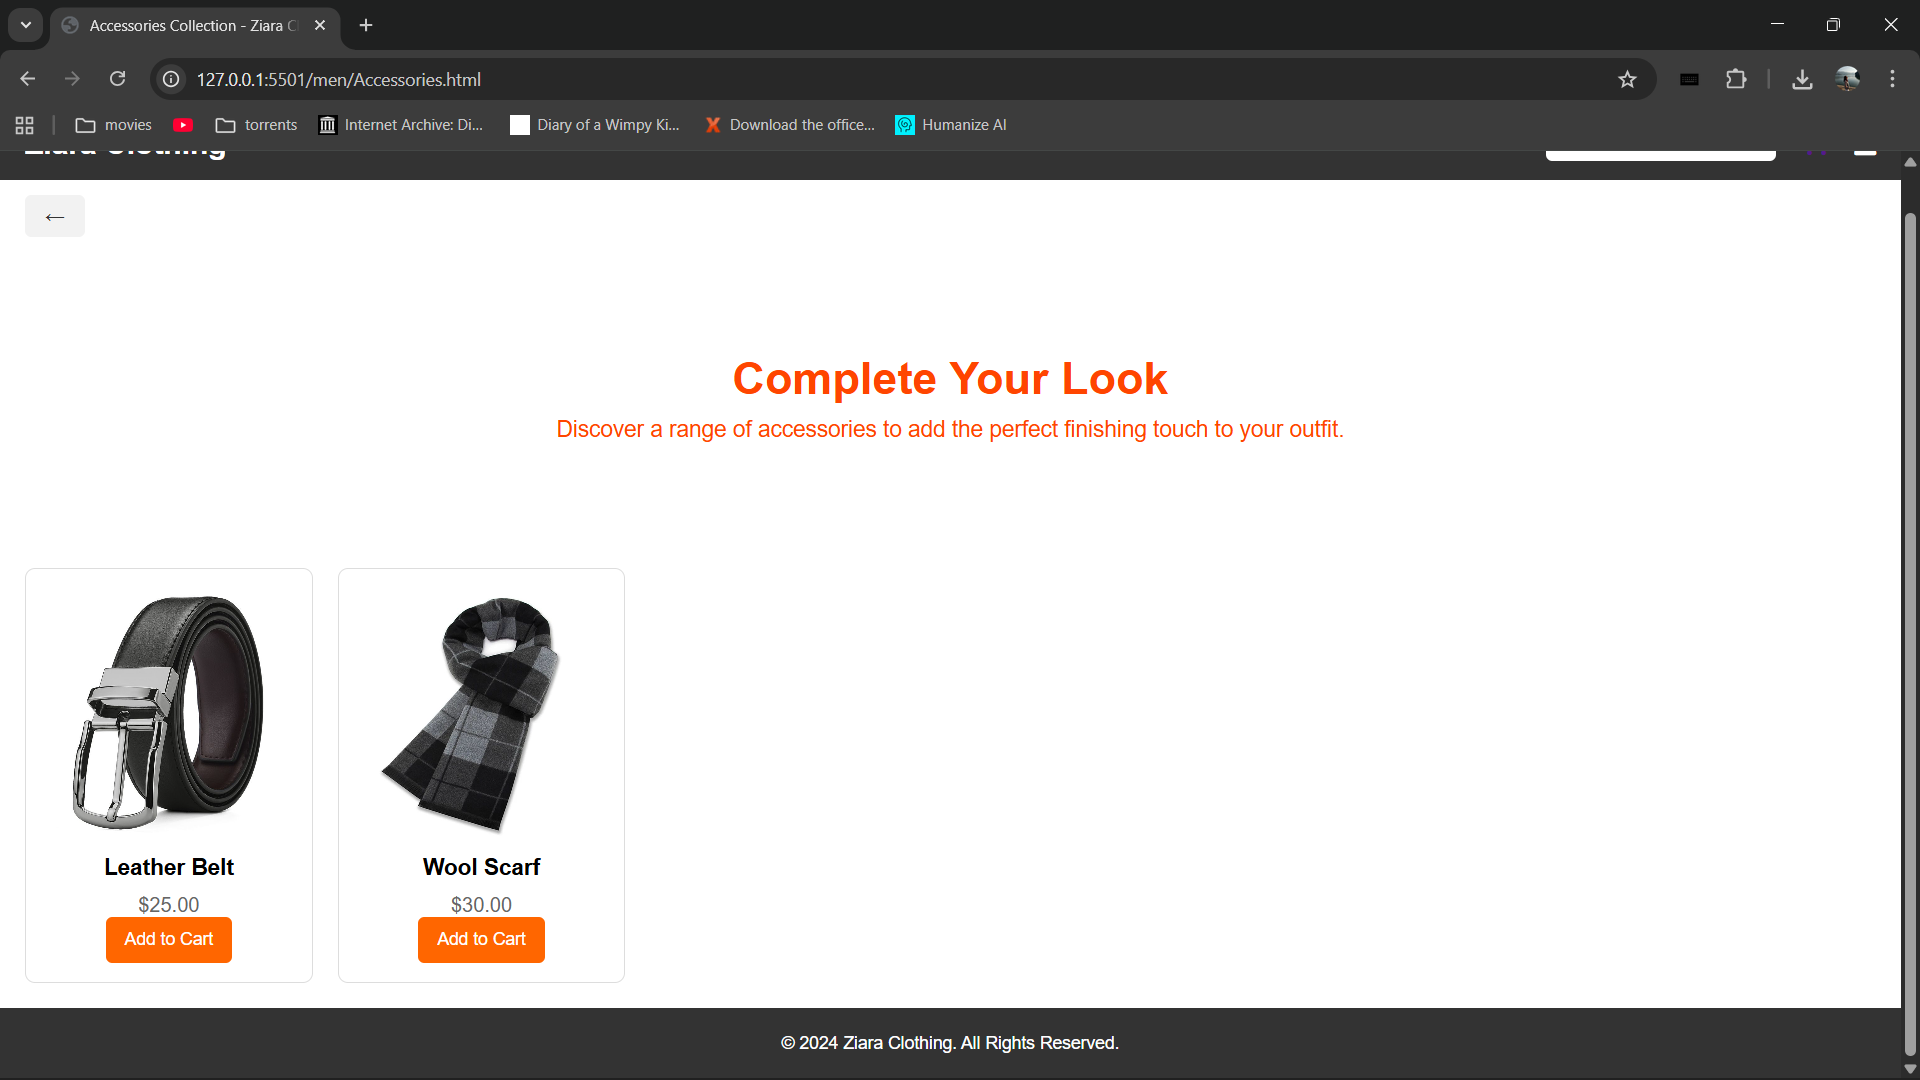 Accessories Collection - Ziara C
127.0.0.1:5501/men/Accessories.html
movies
torrents
Internet Archive: Di...
Diary of a Wimpy Ki...
X Download the office...
Humanize AI
Ziara Clothing
←
Complete Your Look
Discover a range of accessories to add the perfect finishing touch to your outfit.
Leather Belt
$25.00
Add to Cart
Wool Scarf
$30.00
Add to Cart
© 2024 Ziara Clothing. All Rights Reserved.